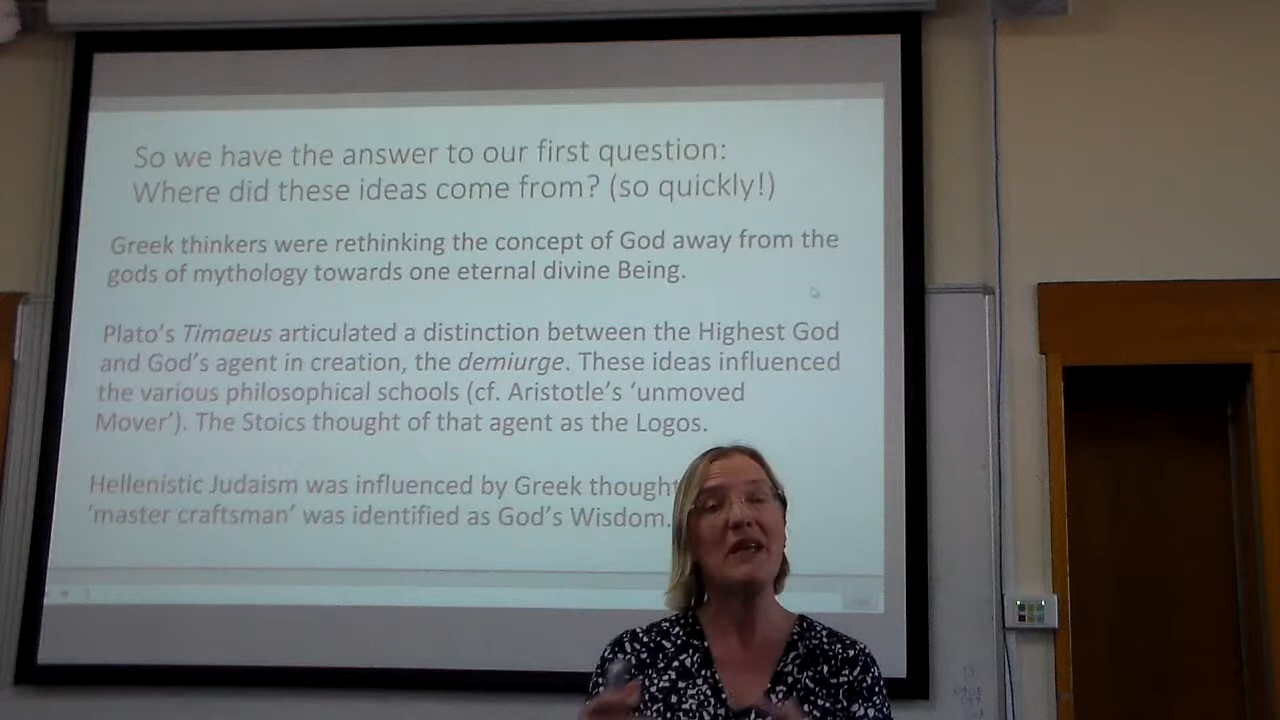 So we have the answer to our first question:
Where did these ideas come from? (so quickly!)
Greek thinkers were rethinking the concept of God away from the
gods of mythology towards one eternal divine Being.
Plato's Timaeus articulated a distinction between the Highest God
and God's agent in creation, the demiurge. These ideas influenced
the various philosophical schools (cf. Aristotle's 'unmoved
Mover'). The Stoics thought of that agent as the Logos.
Hellenistic Judaism was influenced by Greek thought
'master craftsman' was identified as God's Wisdom.